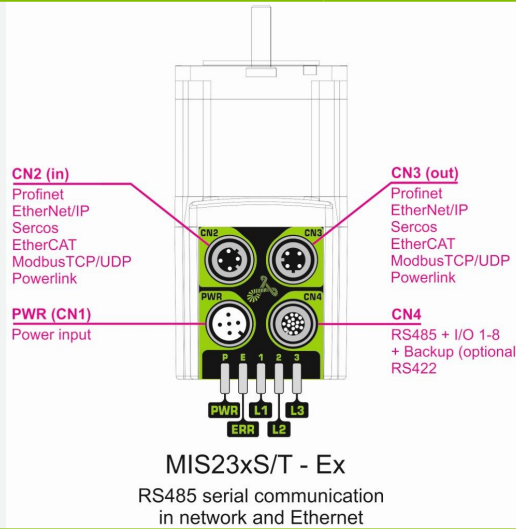 CN2 (in)
Profinet
EtherNet/IP
Sercos
EtherCAT
ModbusTCP/UDP
Powerlink
PWR (CN1)
Power input
CN3 (out)
Profinet
EtherNet/IP
Sercos
EtherCAT
ModbusTCP/UDP
Powerlink
CN4
RS485 + I/O 1-8
+ Backup (optional
RS422
CN2
CN3
PWR
CN4
P E 1 2 3
PWR L1 L3
ERR L2
MIS23xS/T - Ex
RS485 serial communication
in network and Ethernet